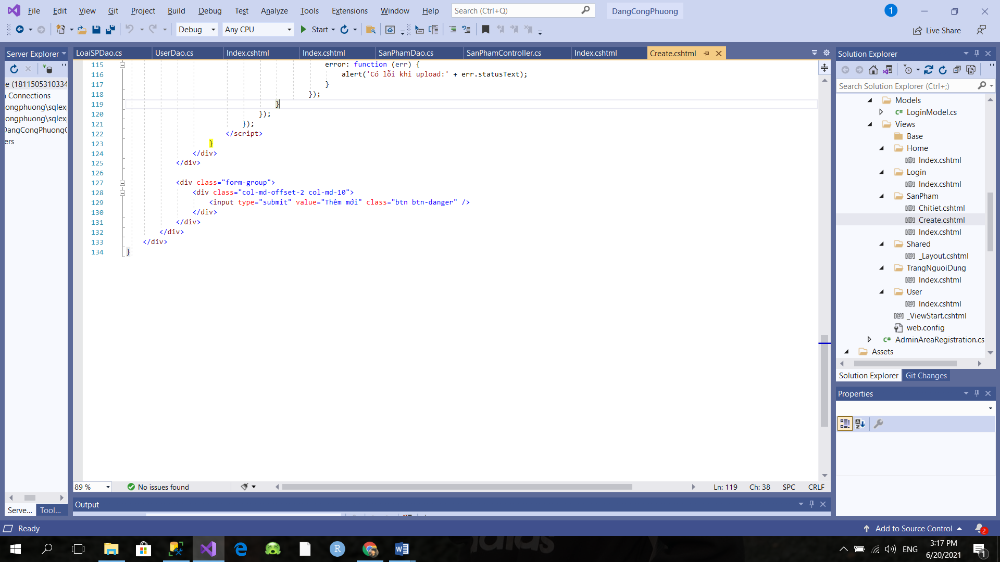 File Edit View Git Project Build Debug Test Analyze Tools Extensions Window Help Search (Ctrl+Q) DangCongPhuong 1
Debug Any CPU Start Live Share
Server Explorer
e (1811505310334
Connections
ongphuong\sqlexp
ongphuong\sqlexp
DangCongPhuongC
ers
Serve... Tool...
LoaiSPDao.cs UserDao.cs Index.cshtml Index.cshtml SanPhamDao.cs SanPhamController.cs Index.cshtml Create.cshtml
115 error: function (err) {
116 alert('Có lỗi khi upload:' + err.statusText);
117 }
118 });
119 }
120 });
121 });
122 </script>
123 }
124 </div>
125 </div>
126
127 <div class="form-group">
128 <div class="col-md-offset-2 col-md-10">
129 <input type="submit" value="Thêm mới" class="btn btn-danger" />
130 </div>
131 </div>
132 </div>
133 </div>
134 }
89 % No issues found Ln: 119 Ch: 38 SPC CRLF
Output
Solution Explorer
Search Solution Explorer (Ctrl+;)
Models
C# LoginModel.cs
Views
Base
Home
[@] Index.cshtml
Login
[@] Index.cshtml
SanPham
[@] Chitiet.cshtml
[@] Create.cshtml
[@] Index.cshtml
Shared
[@] _Layout.cshtml
TrangNguoiDung
[@] Index.cshtml
User
[@] Index.cshtml
[@] _ViewStart.cshtml
web.config
C# AdminAreaRegistration.cs
Assets
Solution Explorer Git Changes
Properties
Ready Add to Source Control 2
ENG 3:17 PM
6/20/2021 1